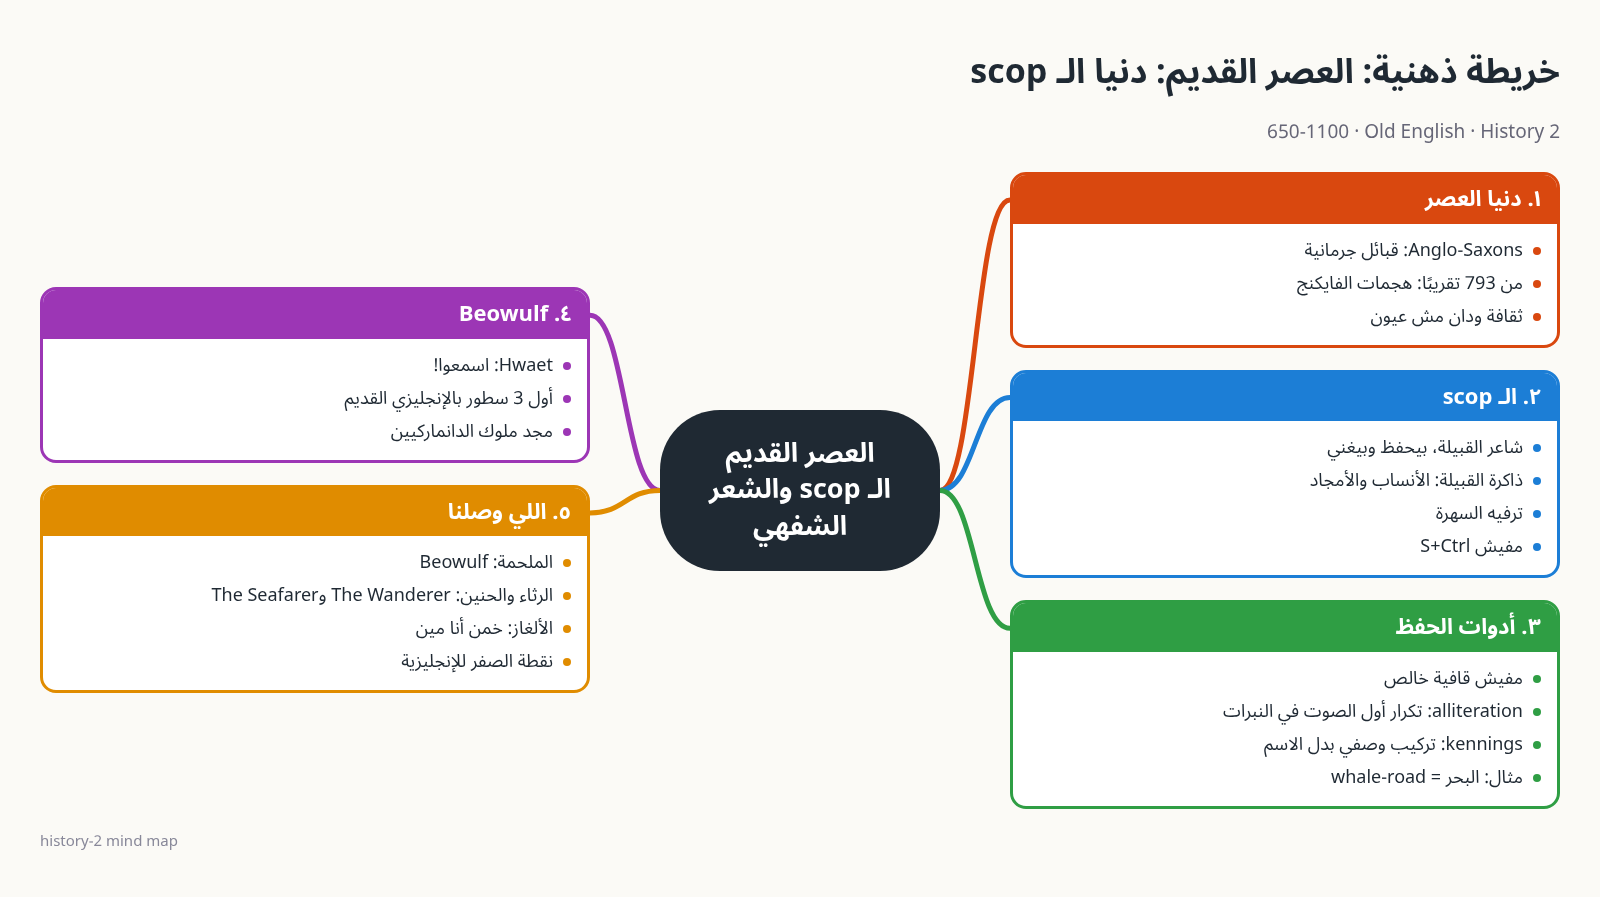 خريطة ذهنية: العصر القديم: دنيا الـ scop
650-1100 · Old English · History 2
١. دنيا العصر
Anglo-Saxons: قبائل جرمانية
من 793 تقريبًا: هجمات الفايكنج
ثقافة ودان مش عيون
٢. الـ scop
شاعر القبيلة، بيحفظ وبيغني
ذاكرة القبيلة: الأنساب والأمجاد
ترفيه السهرة
مفيش S+Ctrl
٣. أدوات الحفظ
مفيش قافية خالص
alliteration: تكرار أول الصوت في النبرات
kennings: تركيب وصفي بدل الاسم
مثال: البحر = whale-road
العصر القديم
الـ scop والشعر
الشفهي
٤. Beowulf
Hwaet: اسمعوا!
أول 3 سطور بالإنجليزي القديم
مجد ملوك الدانماركيين
٥. اللي وصلنا
الملحمة: Beowulf
الرثاء والحنين: The Wanderer وThe Seafarer
الألغاز: خمن أنا مين
نقطة الصفر للإنجليزية
history-2 mind map